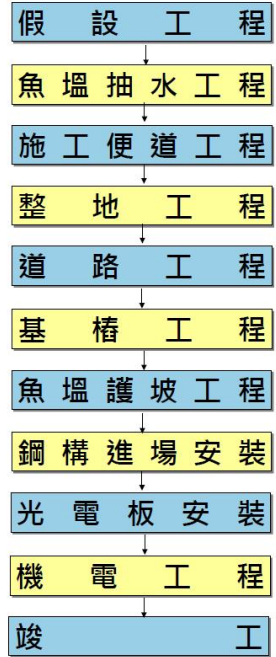 假設工程
魚塭抽水工程
施工便道工程
整地工程
道路工程
基樁工程
魚塭護坡工程
鋼構進場安裝
光電板安裝
機電工程
竣工